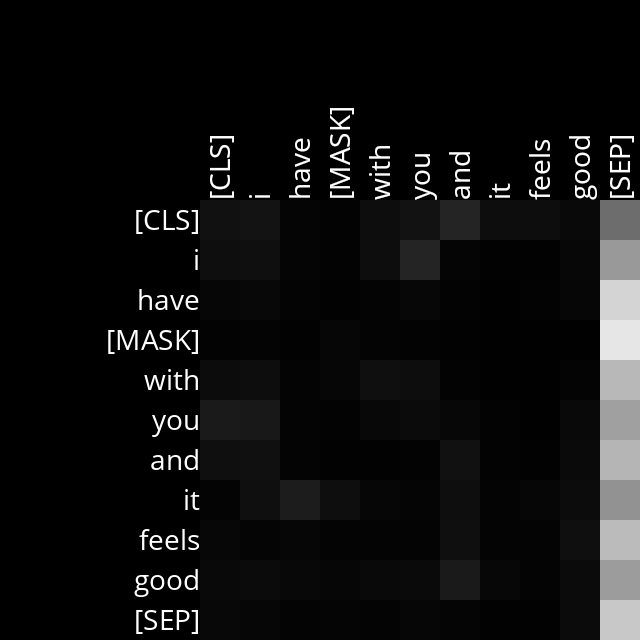 [CLS] i have [MASK] with you and it feels good [SEP]
[CLS]
i
have
[MASK]
with
you
and
it
feels
good
[SEP]